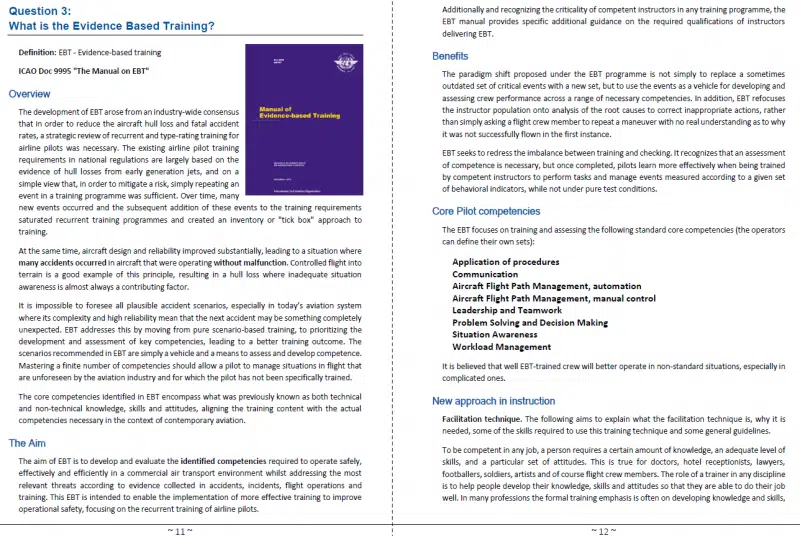 Question 3:
What is the Evidence Based Training?
Definition: EBT - Evidence-based training
ICAO Doc 9995 "The Manual on EBT"
Manual of
Evidence-based Training
Overview
The development of EBT arose from an industry-wide consensus
that in order to reduce the aircraft hull loss and fatal accident
rates, a strategic review of recurrent and type-rating training for
airline pilots was necessary. The existing airline pilot training
requirements in national regulations are largely based on the
evidence of hull losses from early generation jets, and on a
simple view that, in order to mitigate a risk, simply repeating an
event in a training programme was sufficient. Over time, many
new events occurred and the subsequent addition of these events to the training requirements
saturated recurrent training programmes and created an inventory or "tick box" approach to
training.
At the same time, aircraft design and reliability improved substantially, leading to a situation where
many accidents occurred in aircraft that were operating without malfunction. Controlled flight into
terrain is a good example of this principle, resulting in a hull loss where inadequate situation
awareness is almost always a contributing factor.
It is impossible to foresee all plausible accident scenarios, especially in today's aviation system
where its complexity and high reliability mean that the next accident may be something completely
unexpected. EBT addresses this by moving from pure scenario-based training, to prioritizing the
development and assessment of key competencies, leading to a better training outcome. The
scenarios recommended in EBT are simply a vehicle and a means to assess and develop competence.
Mastering a finite number of competencies should allow a pilot to manage situations in flight that
are unforeseen by the aviation industry and for which the pilot has not been specifically trained.
The core competencies identified in EBT encompass what was previously known as both technical
and non-technical knowledge, skills and attitudes, aligning the training content with the actual
competencies necessary in the context of contemporary aviation.
The Aim
The aim of EBT is to develop and evaluate the identified competencies required to operate safely,
effectively and efficiently in a commercial air transport environment whilst addressing the most
relevant threats according to evidence collected in accidents, incidents, flight operations and
training. This EBT is intended to enable the implementation of more effective training to improve
operational safety, focusing on the recurrent training of airline pilots.
~ 11 ~
Additionally and recognizing the criticality of competent instructors in any training programme, the
EBT manual provides specific additional guidance on the required qualifications of instructors
delivering EBT.
Benefits
The paradigm shift proposed under the EBT programme is not simply to replace a sometimes
outdated set of critical events with a new set, but to use the events as a vehicle for developing and
assessing crew performance across a range of necessary competencies. In addition, EBT refocuses
the instructor population onto analysis of the root causes to correct inappropriate actions, rather
than simply asking a flight crew member to repeat a maneuver with no real understanding as to why
it was not successfully flown in the first instance.
EBT seeks to redress the imbalance between training and checking. It recognizes that an assessment
of competence is necessary, but once completed, pilots learn more effectively when being trained
by competent instructors to perform tasks and manage events measured according to a given set
of behavioral indicators, while not under pure test conditions.
Core Pilot competencies
The EBT focuses on training and assessing the following standard core competencies (the operators
can define their own sets):
Application of procedures
Communication
Aircraft Flight Path Management, automation
Aircraft Flight Path Management, manual control
Leadership and Teamwork
Problem Solving and Decision Making
Situation Awareness
Workload Management
It is believed that well EBT-trained crew will better operate in non-standard situations, especially in
complicated ones.
New approach in instruction
Facilitation technique. The following aims to explain what the facilitation technique is, why it is
needed, some of the skills required to use this training technique and some general guidelines.
To be competent in any job, a person requires a certain amount of knowledge, an adequate level of
skills, and a particular set of attitudes. This is true for doctors, hotel receptionists, lawyers,
footballers, soldiers, artists and of course flight crew members. The role of a trainer in any discipline
is to help people develop their knowledge, skills and attitudes so that they are able to do their job
well. In many professions the formal training emphasis is often on developing knowledge and skills,
~ 12 ~